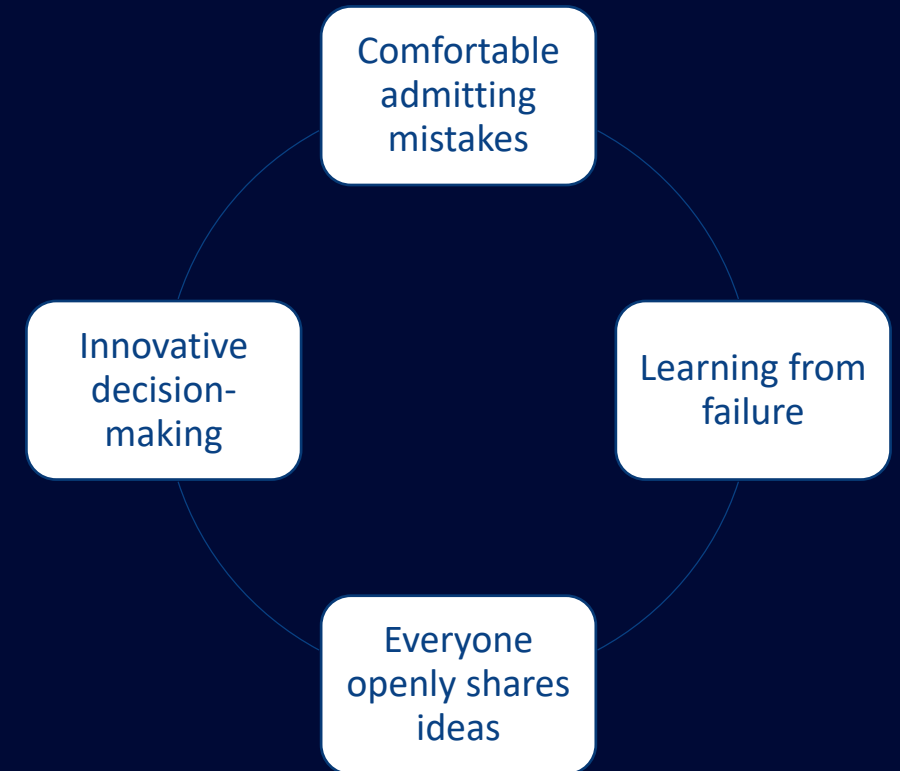 Comfortable
admitting
mistakes
Learning from
failure
Everyone
openly shares
ideas
Innovative
decision-
making